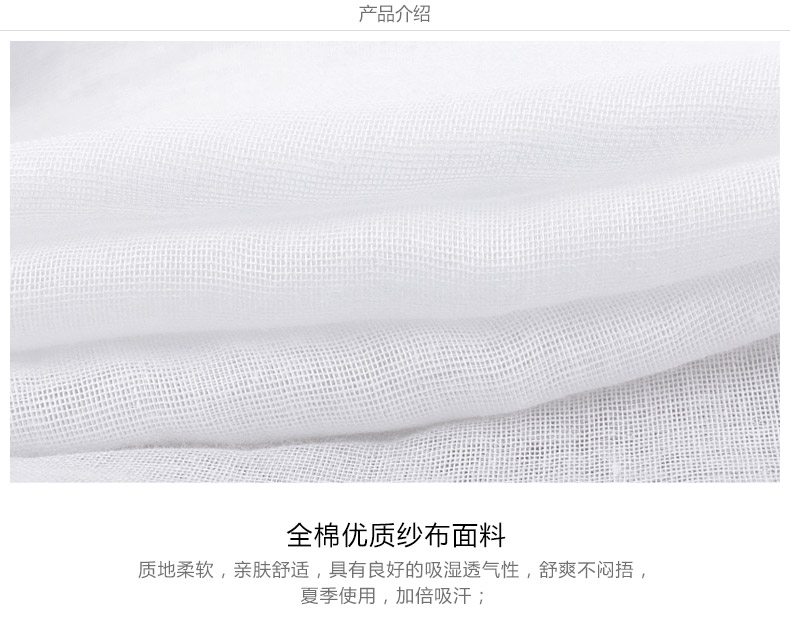 产品介绍
全棉优质纱布面料
质地柔软，亲肤舒适，具有良好的吸湿透气性，舒爽不闷捂，
夏季使用，加倍吸汗；